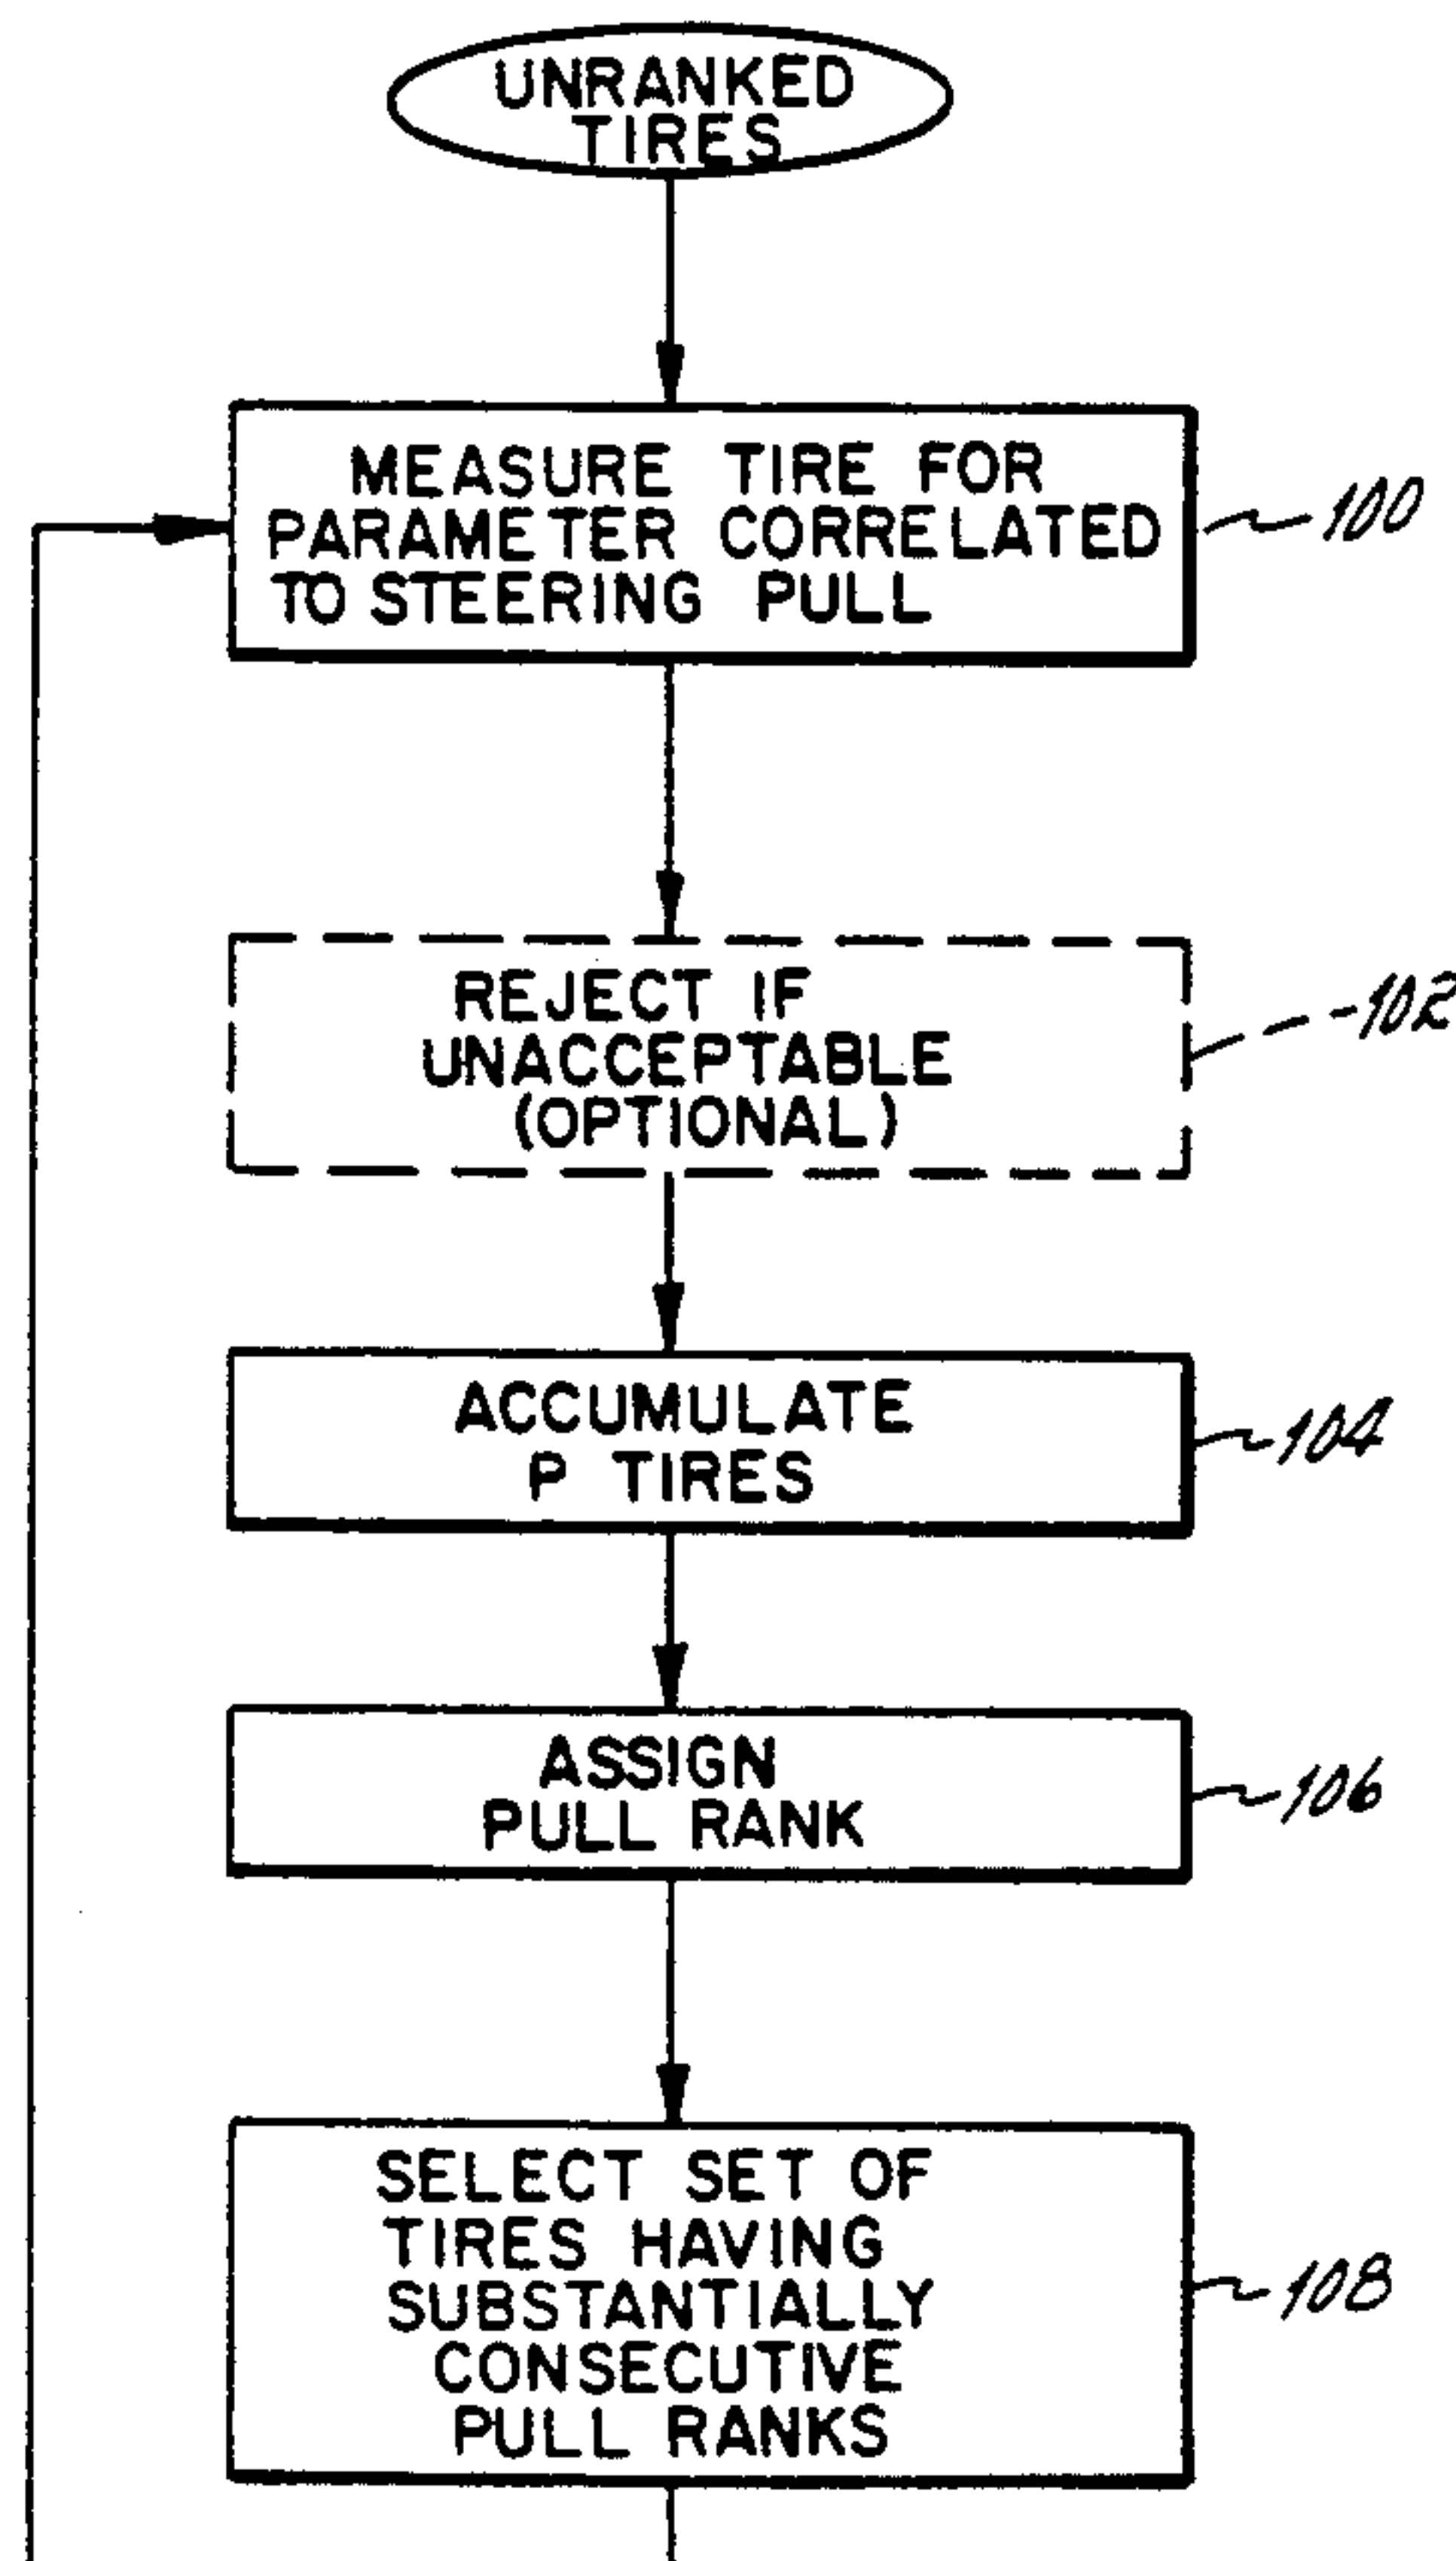 UNRANKED
TIRES
MEASURE TIRE FOR
PARAMETER CORRELATED
TO STEERING PULL
100
REJECT IF
UNACCEPTABLE
(OPTIONAL)
102
ACCUMULATE
P TIRES
104
ASSIGN
PULL RANK
106
SELECT SET OF
TIRES HAVING
SUBSTANTIALLY
CONSECUTIVE
PULL RANKS
108